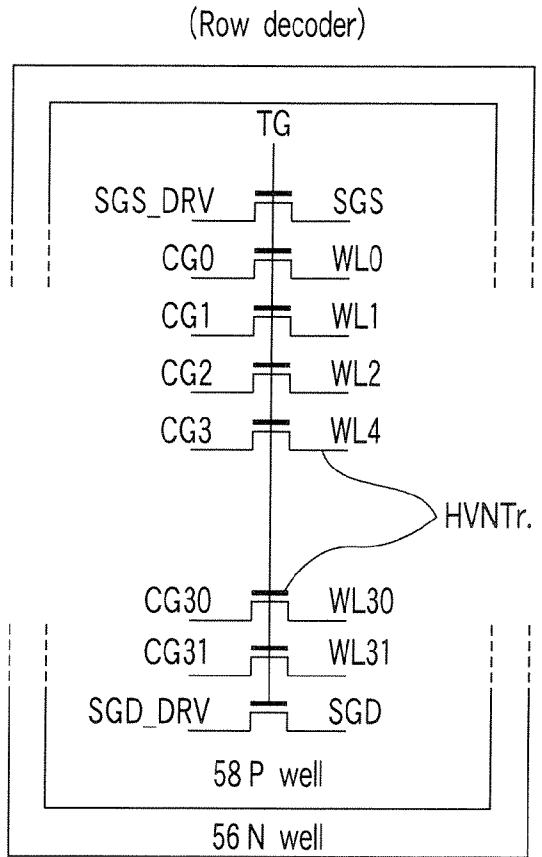 (Row decoder)
TG
SGS_DRV SGS
CG0 WL0
CG1 WL1
CG2 WL2
CG3 WL4
HVNTr.
CG30 WL30
CG31 WL31
SGD_DRV SGD
58 P well
56 N well